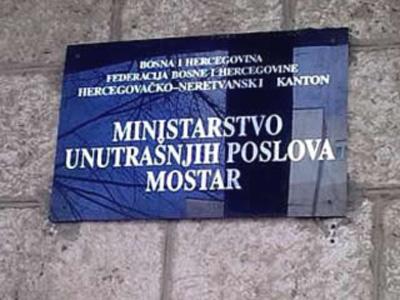 BOSNA I HERCEGOVINA
FEDERACIJA BOSNE I HERCEGOVINE
HERCEGOVAČKO-NERETVANSKI KANTON
MINISTARSTVO
UNUTRAŠNJIH POSLOVA
MOSTAR